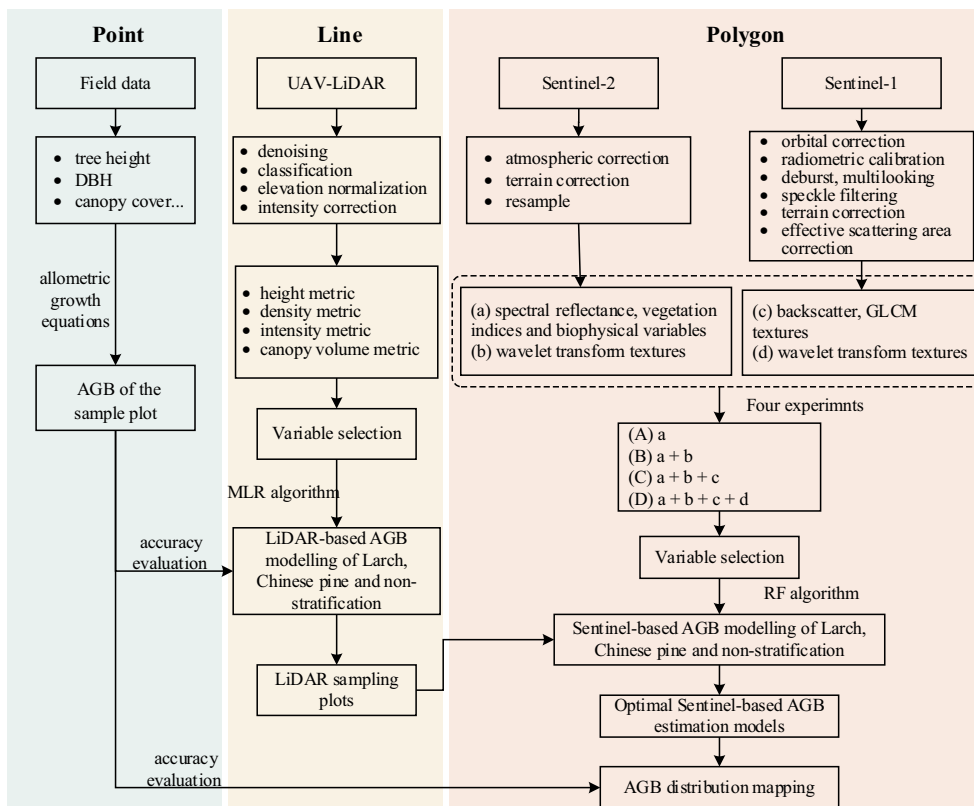 Point
Line
Polygon
Field data
UAV-LiDAR
Sentinel-2
Sentinel-1
• tree height
• DBH
• canopy cover...
• denoising
• classification
• elevation normalization
• intensity correction
• atmospheric correction
• terrain correction
• resample
• orbital correction
• radiometric calibration
• deburst, multilooking
• speckle filtering
• terrain correction
• effective scattering area
correction
allometric
growth
equations
• height metric
• density metric
• intensity metric
• canopy volume metric
(a) spectral reflectance, vegetation
indices and biophysical variables
(b) wavelet transform textures
(c) backscatter, GLCM
textures
(d) wavelet transform textures
AGB of the
sample plot
Variable selection
Four experimnts
(A) a
(B) a + b
(C) a + b + c
(D) a + b + c + d
MLR algorithm
accuracy
evaluation
LiDAR-based AGB
modelling of Larch,
Chinese pine and non-
stratification
Variable selection
RF algorithm
Sentinel-based AGB modelling of Larch,
Chinese pine and non-stratification
LiDAR sampling
plots
Optimal Sentinel-based AGB
estimation models
accuracy
evaluation
AGB distribution mapping